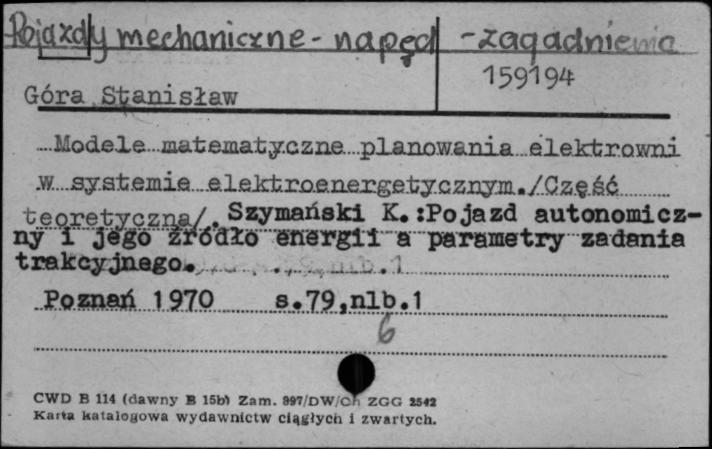 Pojazdy mechaniczne - napęd - zagadnienia
159194
Góra Stanisław
Modele matematyczne planowania elektrowni
w systemie elektroenergetycznym./Część
teoretyczna/. Szymański K.:Pojazd autonomicz-
ny i jego źródło energii a parametry zadania
trakcyjnego.
Poznań 1970 s.79,nlb.1
6
CWD B 114 (dawny B 15b) Zam. 997/DW/Ch ZGG 2542
Karta katalogowa wydawnictw ciągłych i zwartych.